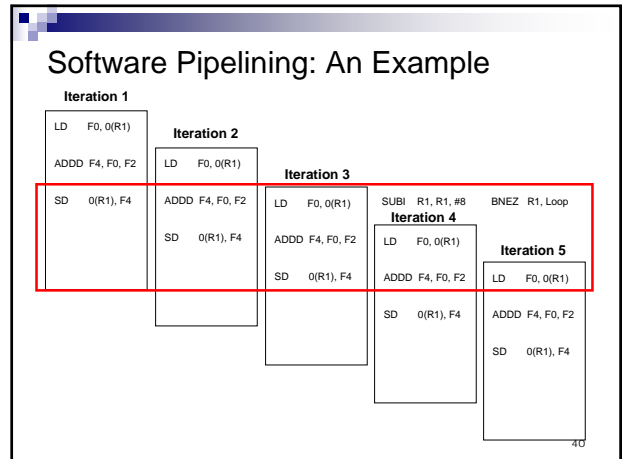 Software Pipelining: An Example
Iteration 1
LD F0, 0(R1)
ADDD F4, F0, F2
SD 0(R1), F4
Iteration 2
LD F0, 0(R1)
ADDD F4, F0, F2
SD 0(R1), F4
Iteration 3
LD F0, 0(R1)
ADDD F4, F0, F2
SD 0(R1), F4
SUBI R1, R1, #8
BNEZ R1, Loop
Iteration 4
LD F0, 0(R1)
ADDD F4, F0, F2
SD 0(R1), F4
Iteration 5
LD F0, 0(R1)
ADDD F4, F0, F2
SD 0(R1), F4
40